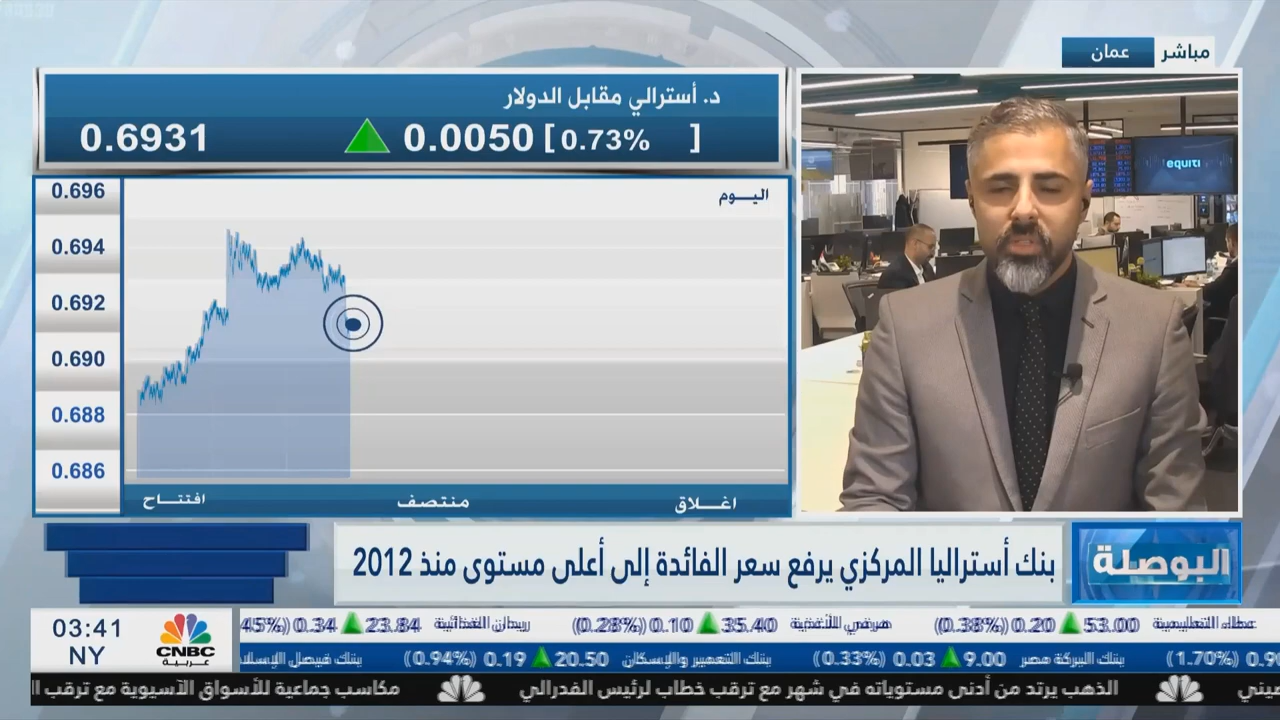 مباشر عمان
د. أسترالي مقابل الدولار
0.6931 0.0050 [ 0.73% ]
اليوم
0.696
0.694
0.692
0.690
0.688
0.686
افتتاح منتصف اغلاق
equiti
بنك أستراليا المركزي يرفع سعر الفائدة إلى أعلى مستوى منذ 2012
البوصلة
03:41
NY
CNBC
عربية
عطاء التعليمية 53.00 0.20 (0.38%) مرضي للأغذية 35.40 0.10 (0.28%) ريدان الغذائية 23.84 0.34
(1.70%) بنك البركة مصر 9.00 0.03 (0.33%) بنك التعمير والإسكان 20.50 0.19 (0.94%) بنك فيصل الإسلا
الذهب يرتد من أدنى مستوياته في شهر مع ترقب خطاب لرئيس الفدرالي مكاسب جماعية للأسواق الآسيوية مع ترقب